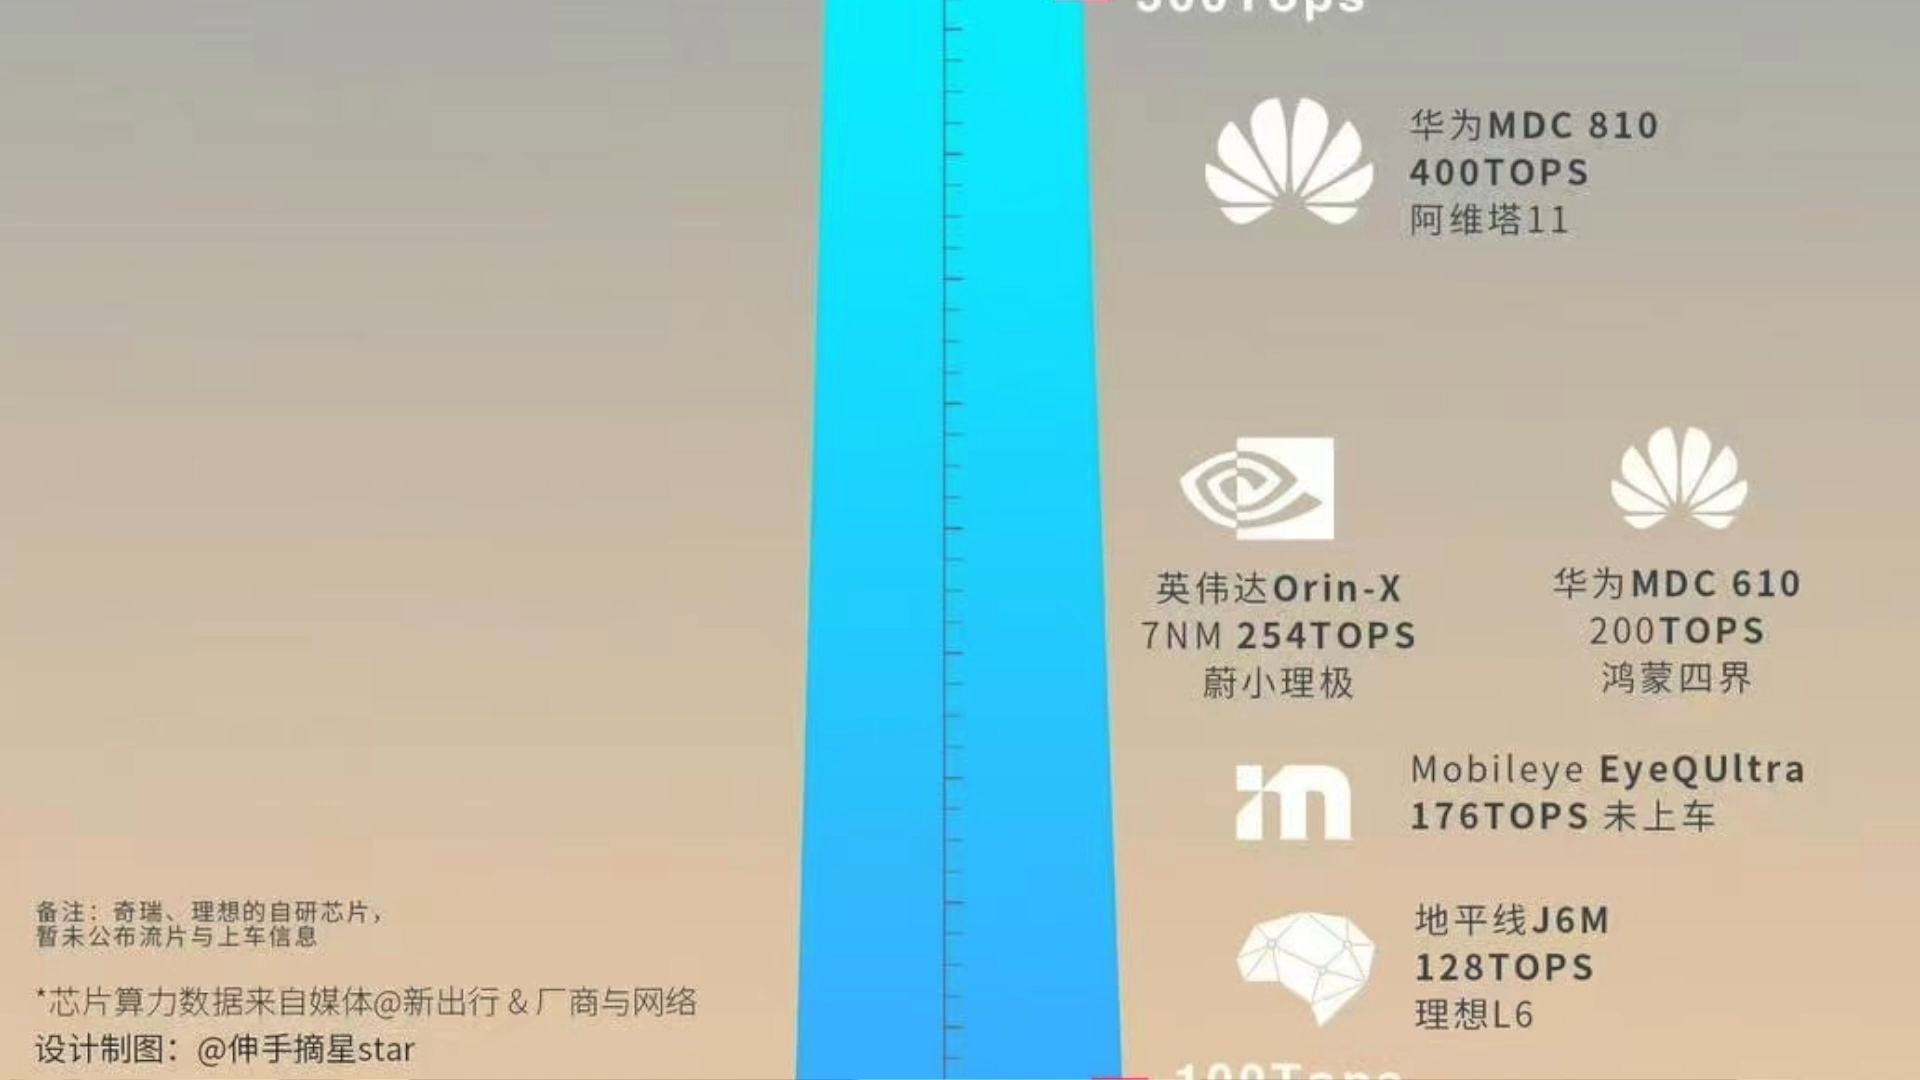 500Tops
华为MDC 810
400TOPS
阿维塔11
英伟达Orin-X
7NM 254TOPS
蔚小理极
华为MDC 610
200TOPS
鸿蒙四界
Mobileye EyeQUltra
176TOPS 未上车
地平线J6M
128TOPS
理想L6
100Tops
备注：奇瑞、理想的自研芯片，
暂未公布流片与上车信息
*芯片算力数据来自媒体@新出行＆厂商与网络
设计制图：@伸手摘星star